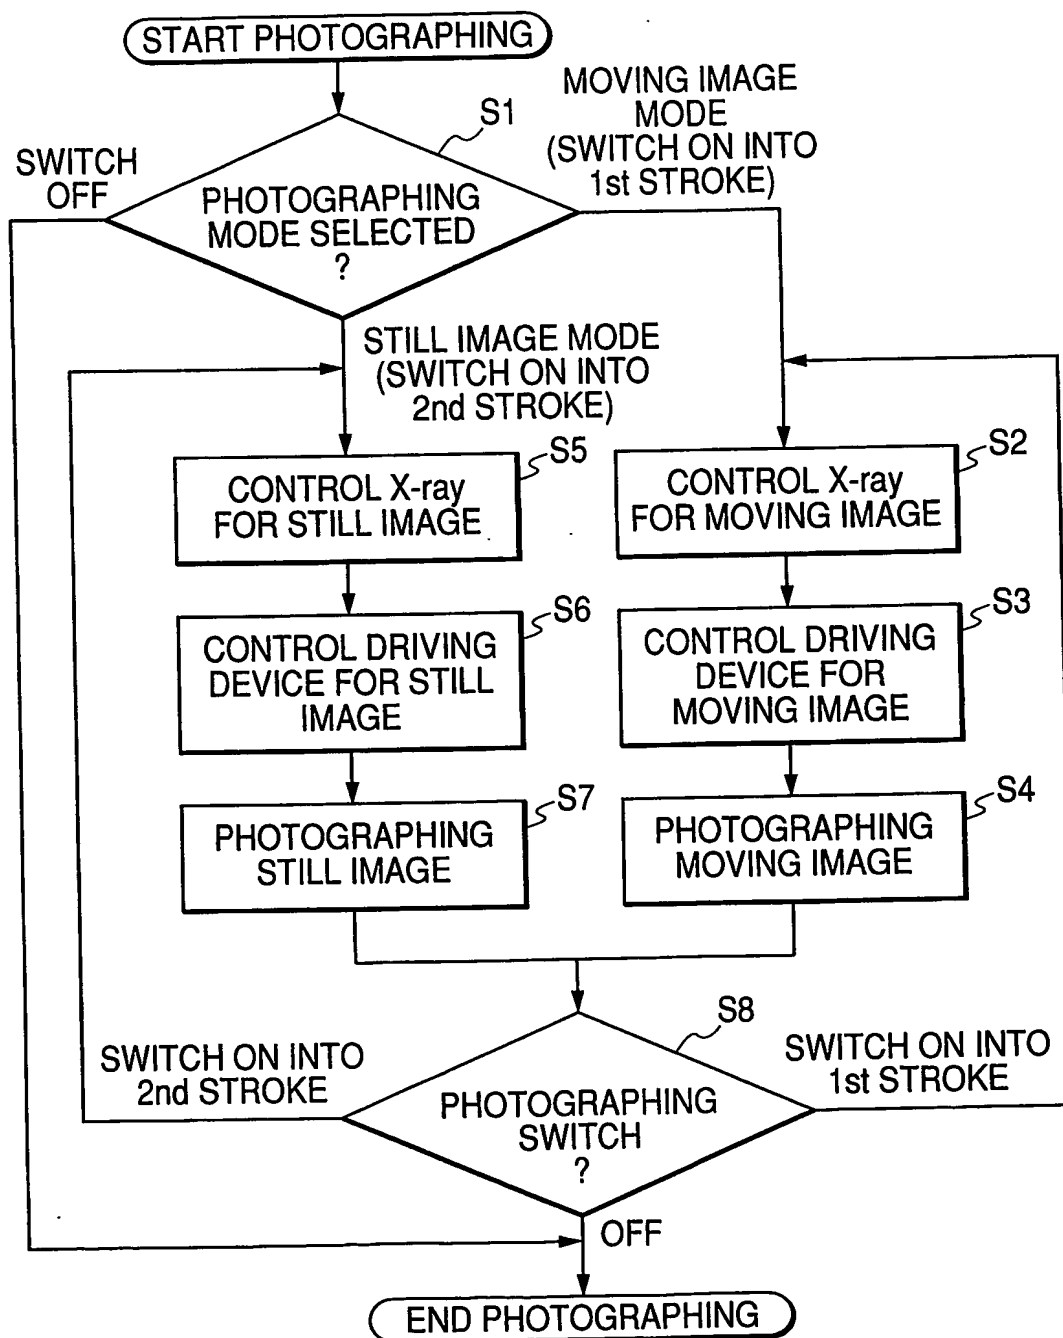 START PHOTOGRAPHING
S1
MOVING IMAGE
MODE
(SWITCH ON INTO
1st STROKE)
SWITCH
OFF
PHOTOGRAPHING
MODE SELECTED
?
STILL IMAGE MODE
(SWITCH ON INTO
2nd STROKE)
S5
CONTROL X-ray
FOR STILL IMAGE
S2
CONTROL X-ray
FOR MOVING IMAGE
S6
CONTROL DRIVING
DEVICE FOR STILL
IMAGE
S3
CONTROL DRIVING
DEVICE FOR
MOVING IMAGE
S7
PHOTOGRAPHING
STILL IMAGE
S4
PHOTOGRAPHING
MOVING IMAGE
S8
SWITCH ON INTO
2nd STROKE
PHOTOGRAPHING
SWITCH
?
SWITCH ON INTO
1st STROKE
OFF
END PHOTOGRAPHING